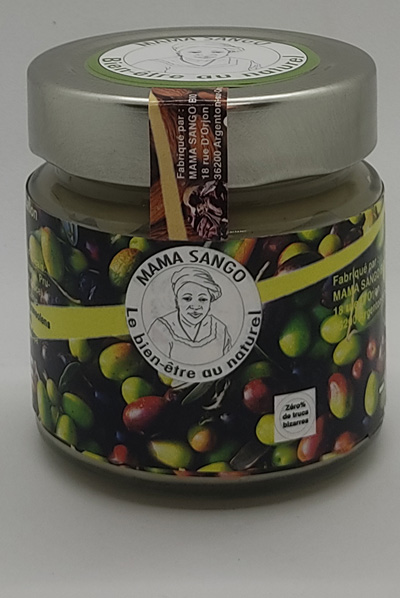 MAMA SANGO
Bien-être au naturel
Fabriqué par :
MAMA SANGO
18 rue D'Orjon
36200 Argenton
MAMA SANGO
Le bien-être au naturel
Fabriqué par :
MAMA SANGO
Zéro%
de trucs
bizarres